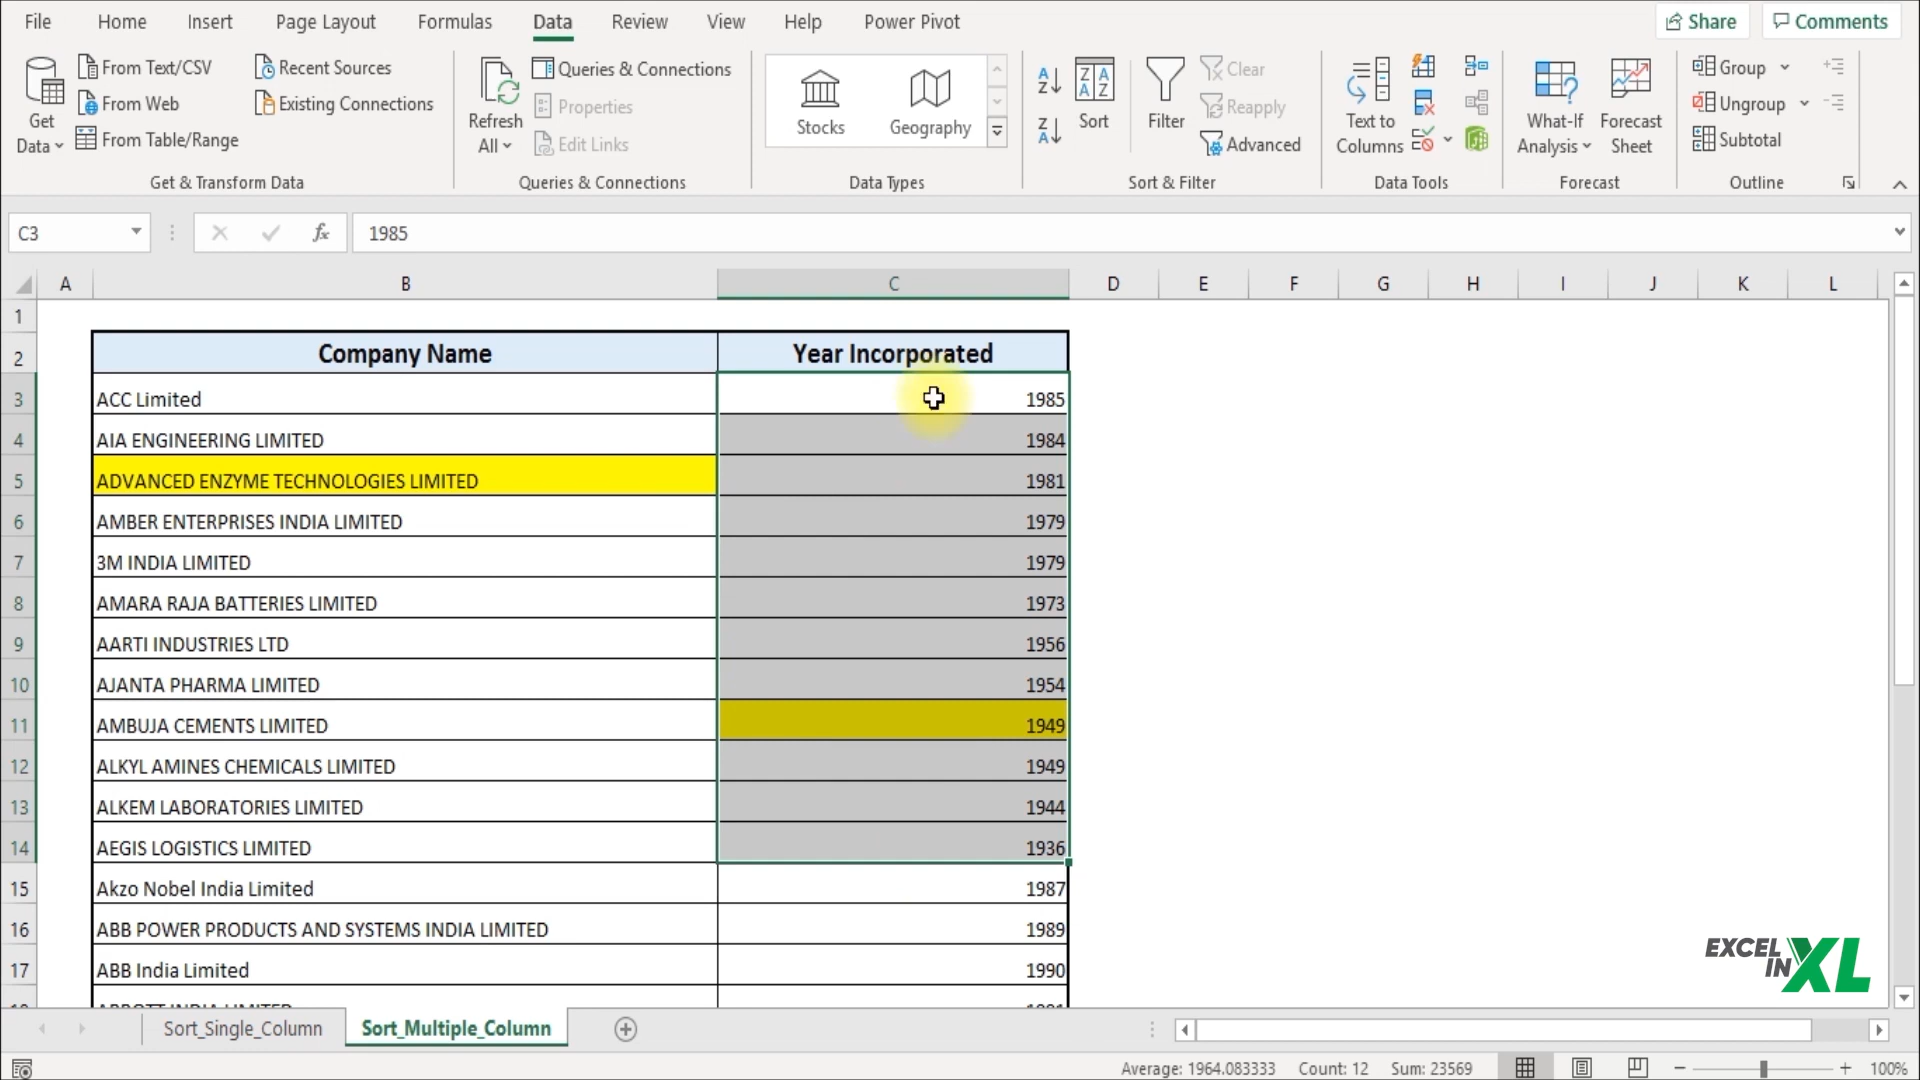 File Home Insert Page Layout Formulas Data Review View Help Power Pivot Share Comments
Get Data
From Text/CSV
From Web
From Table/Range
Recent Sources
Existing Connections
Get & Transform Data
Refresh All
Queries & Connections
Properties
Edit Links
Queries & Connections
Stocks
Geography
Data Types
Sort
Filter
Clear
Reapply
Advanced
Sort & Filter
Text to Columns
Data Tools
What-If Analysis
Forecast Sheet
Forecast
Group
Ungroup
Subtotal
Outline
C3 fx 1985
A B C D E F G H I J K L
1
2 Company Name Year Incorporated
3 ACC Limited 1985
4 AIA ENGINEERING LIMITED 1984
5 ADVANCED ENZYME TECHNOLOGIES LIMITED 1981
6 AMBER ENTERPRISES INDIA LIMITED 1979
7 3M INDIA LIMITED 1979
8 AMARA RAJA BATTERIES LIMITED 1973
9 AARTI INDUSTRIES LTD 1956
10 AJANTA PHARMA LIMITED 1954
11 AMBUJA CEMENTS LIMITED 1949
12 ALKYL AMINES CHEMICALS LIMITED 1949
13 ALKEM LABORATORIES LIMITED 1944
14 AEGIS LOGISTICS LIMITED 1936
15 Akzo Nobel India Limited 1987
16 ABB POWER PRODUCTS AND SYSTEMS INDIA LIMITED 1989
17 ABB India Limited 1990
EXCEL IN XL
Sort_Single_Column Sort_Multiple_Column
Average: 1964.083333 Count: 12 Sum: 23569 100%